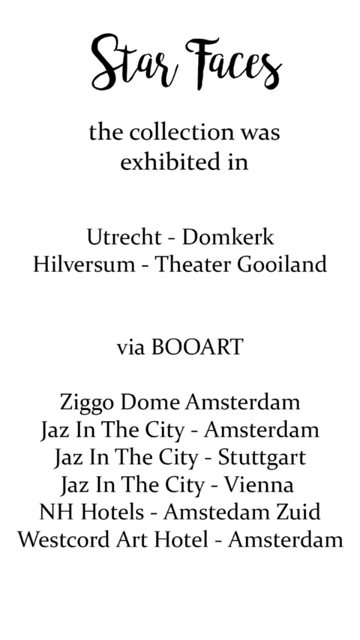 Star Faces
the collection was
exhibited in
Utrecht - Domkerk
Hilversum - Theater Gooiland
via BOOART
Ziggo Dome Amsterdam
Jaz In The City - Amsterdam
Jaz In The City - Stuttgart
Jaz In The City - Vienna
NH Hotels - Amstedam Zuid
Westcord Art Hotel - Amsterdam